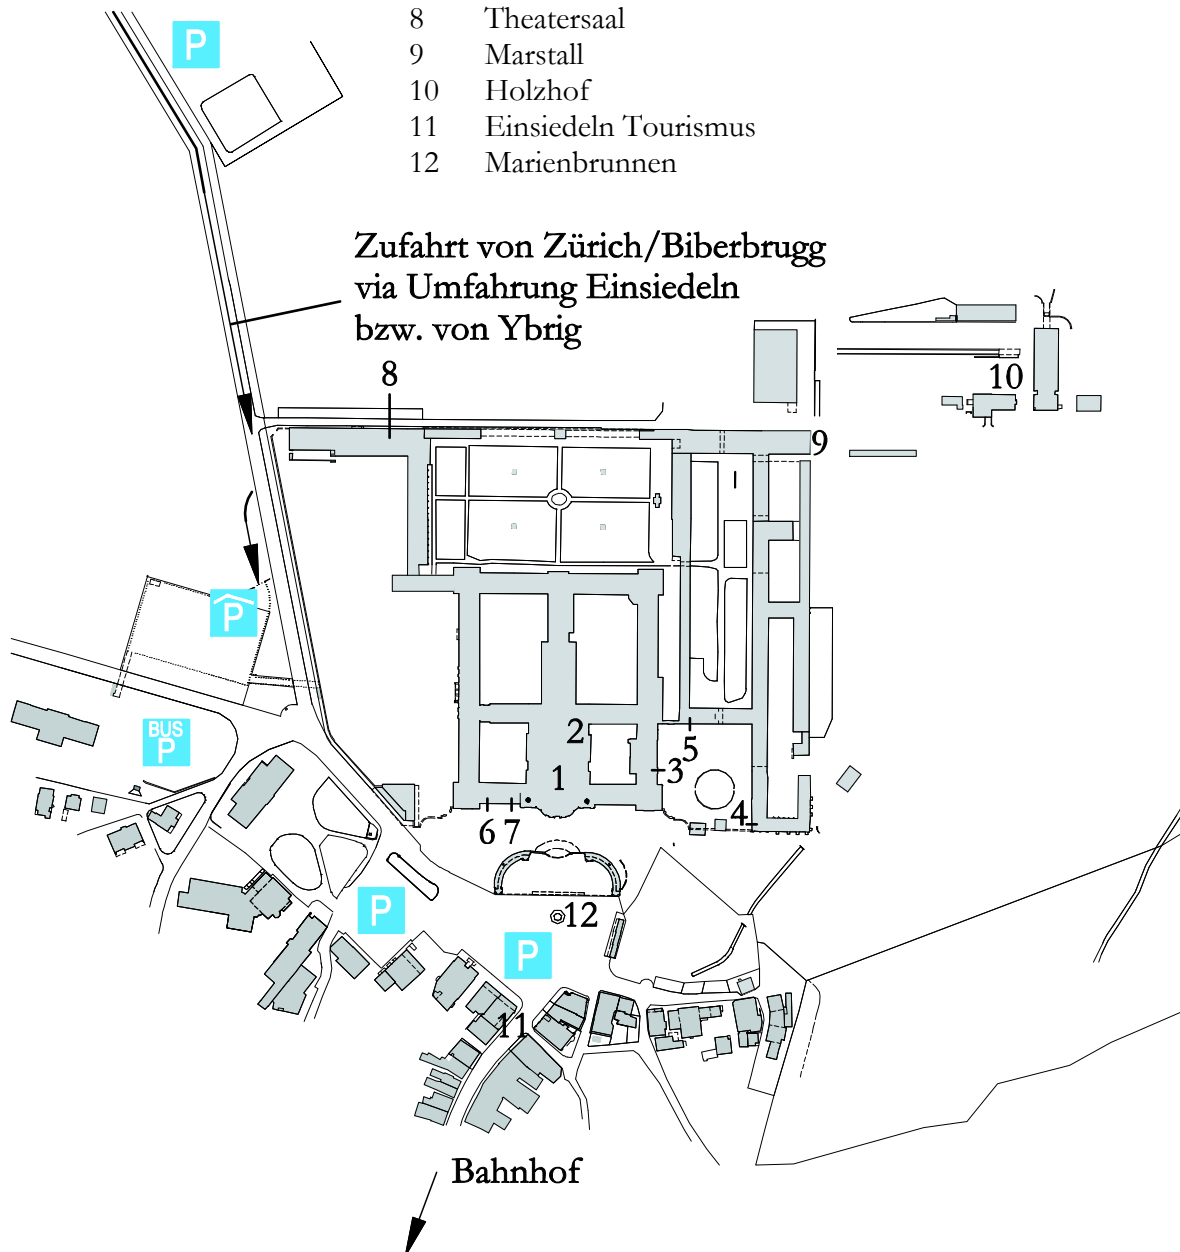 P
8 Theatersaal
9 Marstall
10 Holzhof
11 Einsiedeln Tourismus
12 Marienbrunnen
Zufahrt von Zürich/Biberbrugg
via Umfahrung Einsiedeln
bzw. von Ybrig
8
10
9
P
BUS
P
2
5
1
3
6 7
4
P
12
P
11
Bahnhof